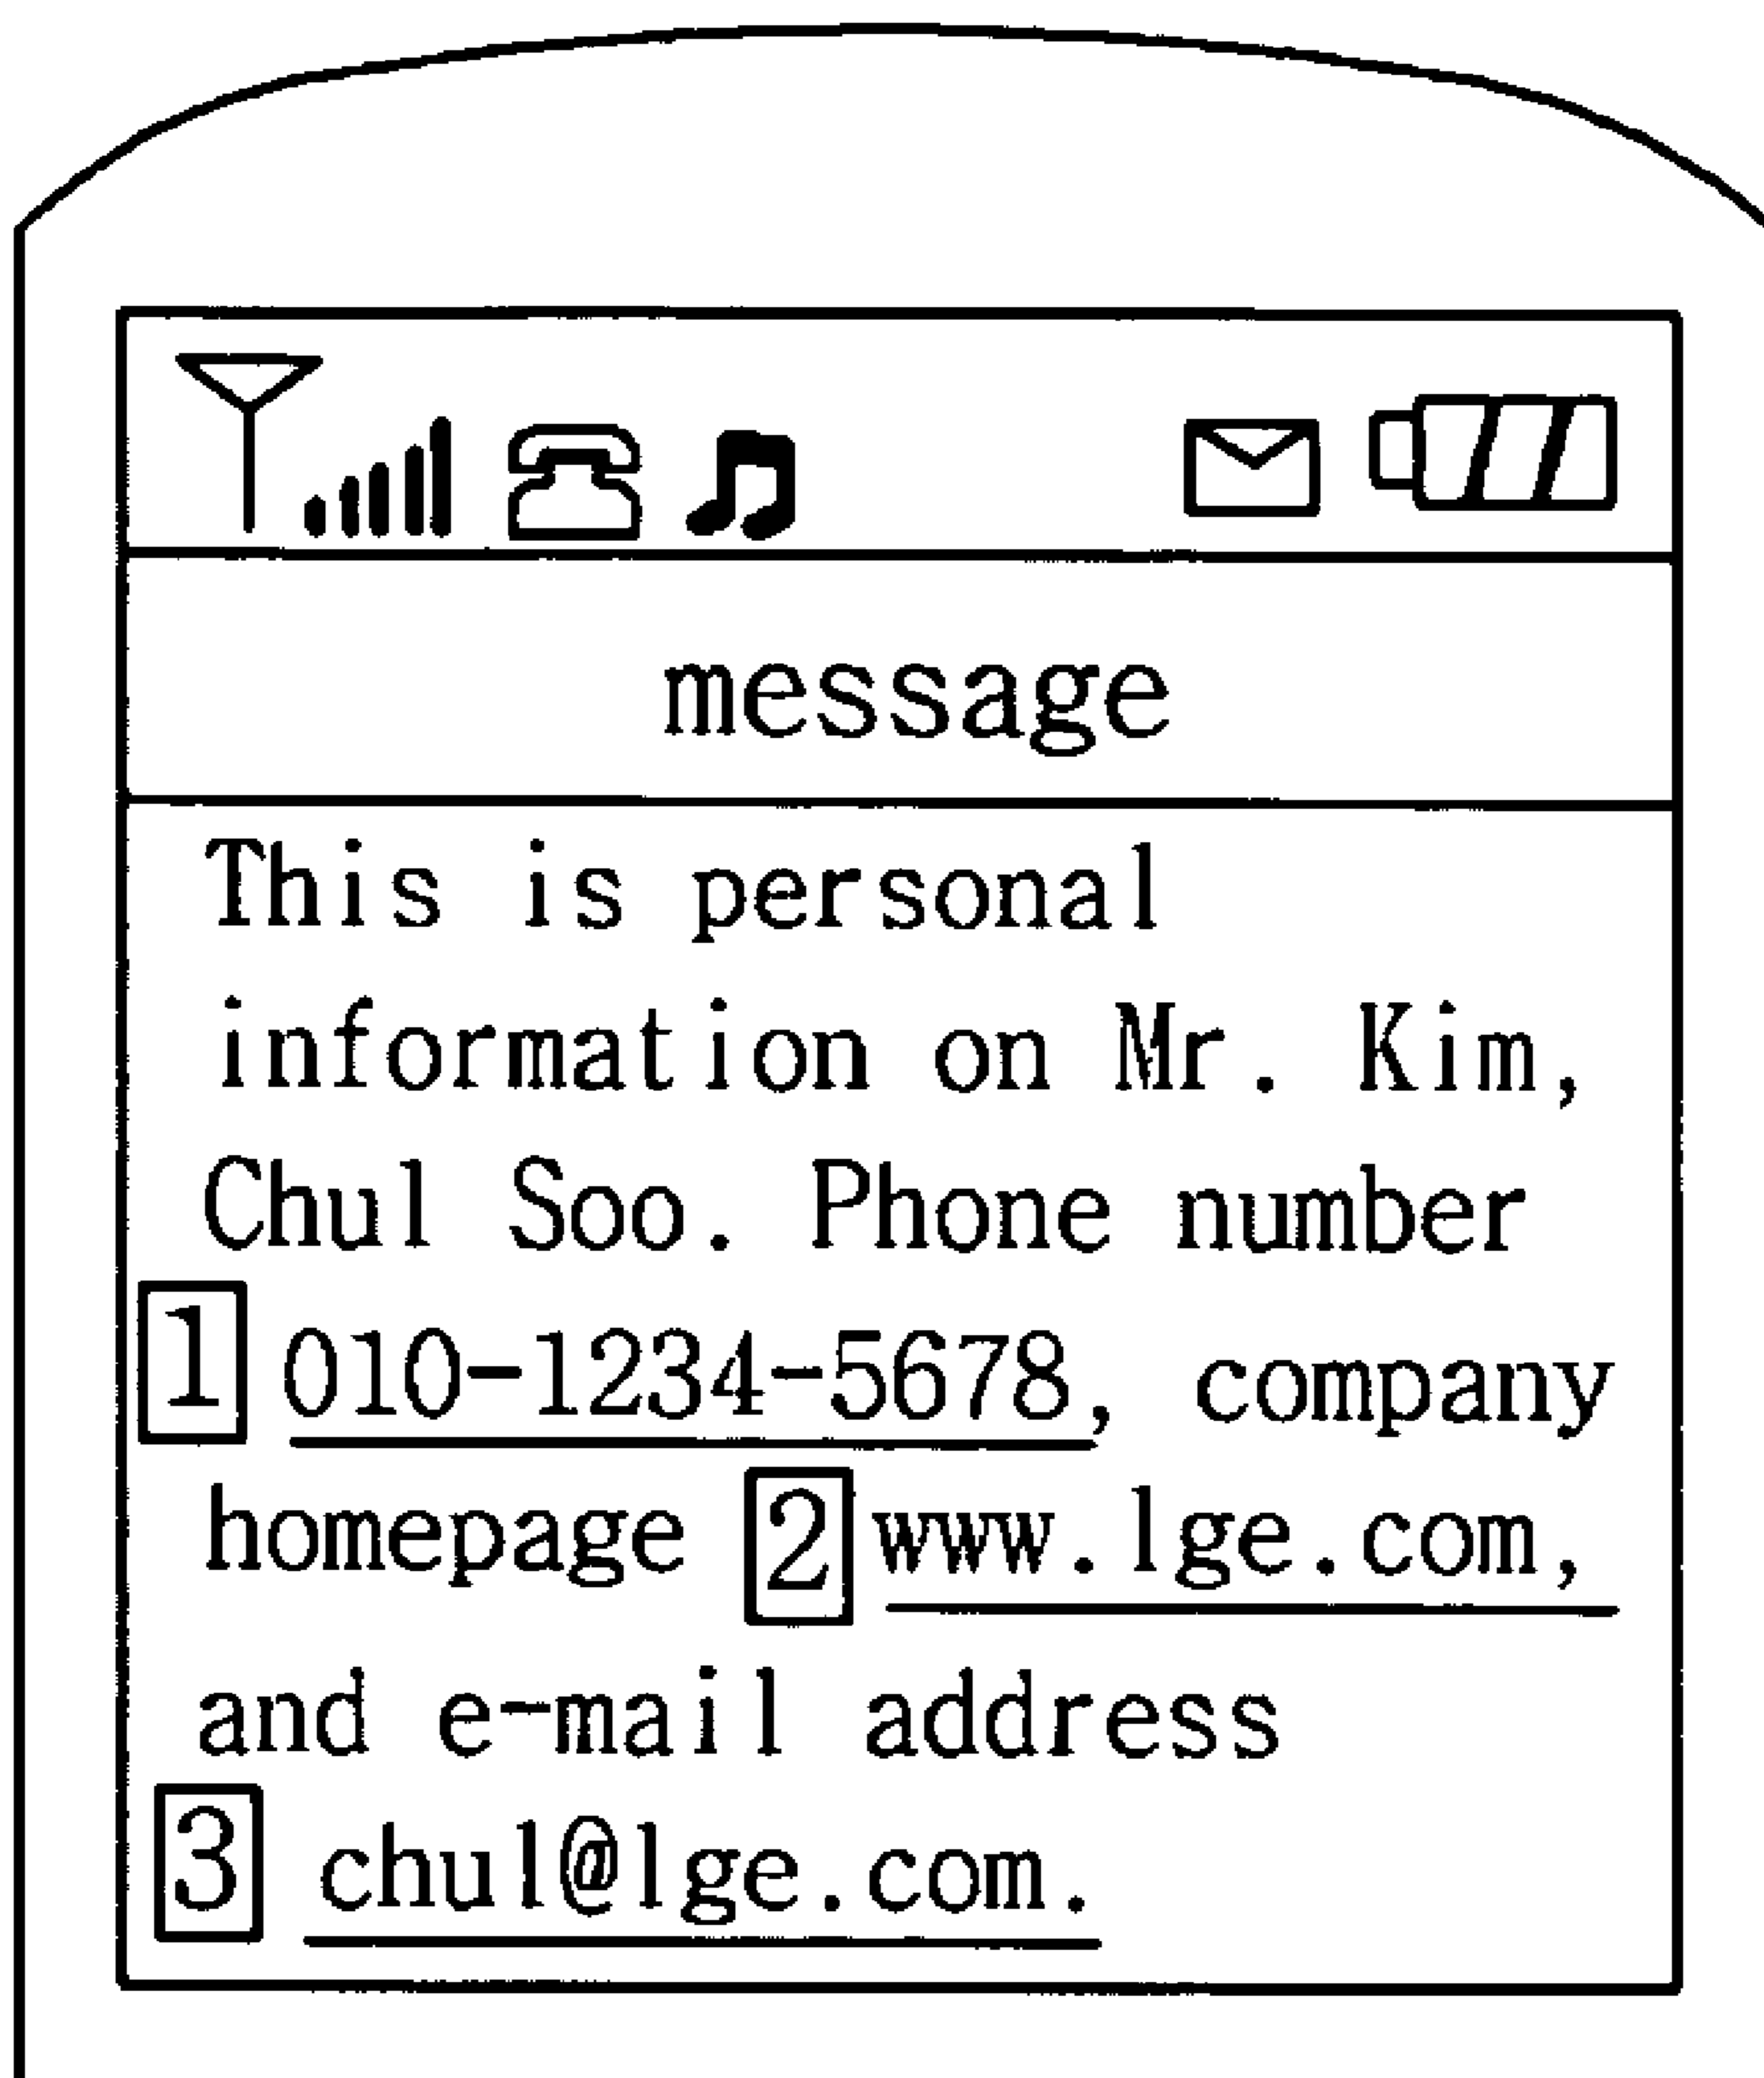 message
This is personal
information on Mr. Kim,
Chul Soo. Phone number
1 010-1234-5678, company
homepage 2 www.lge.com,
and e-mail address
3 chul@lge.com.